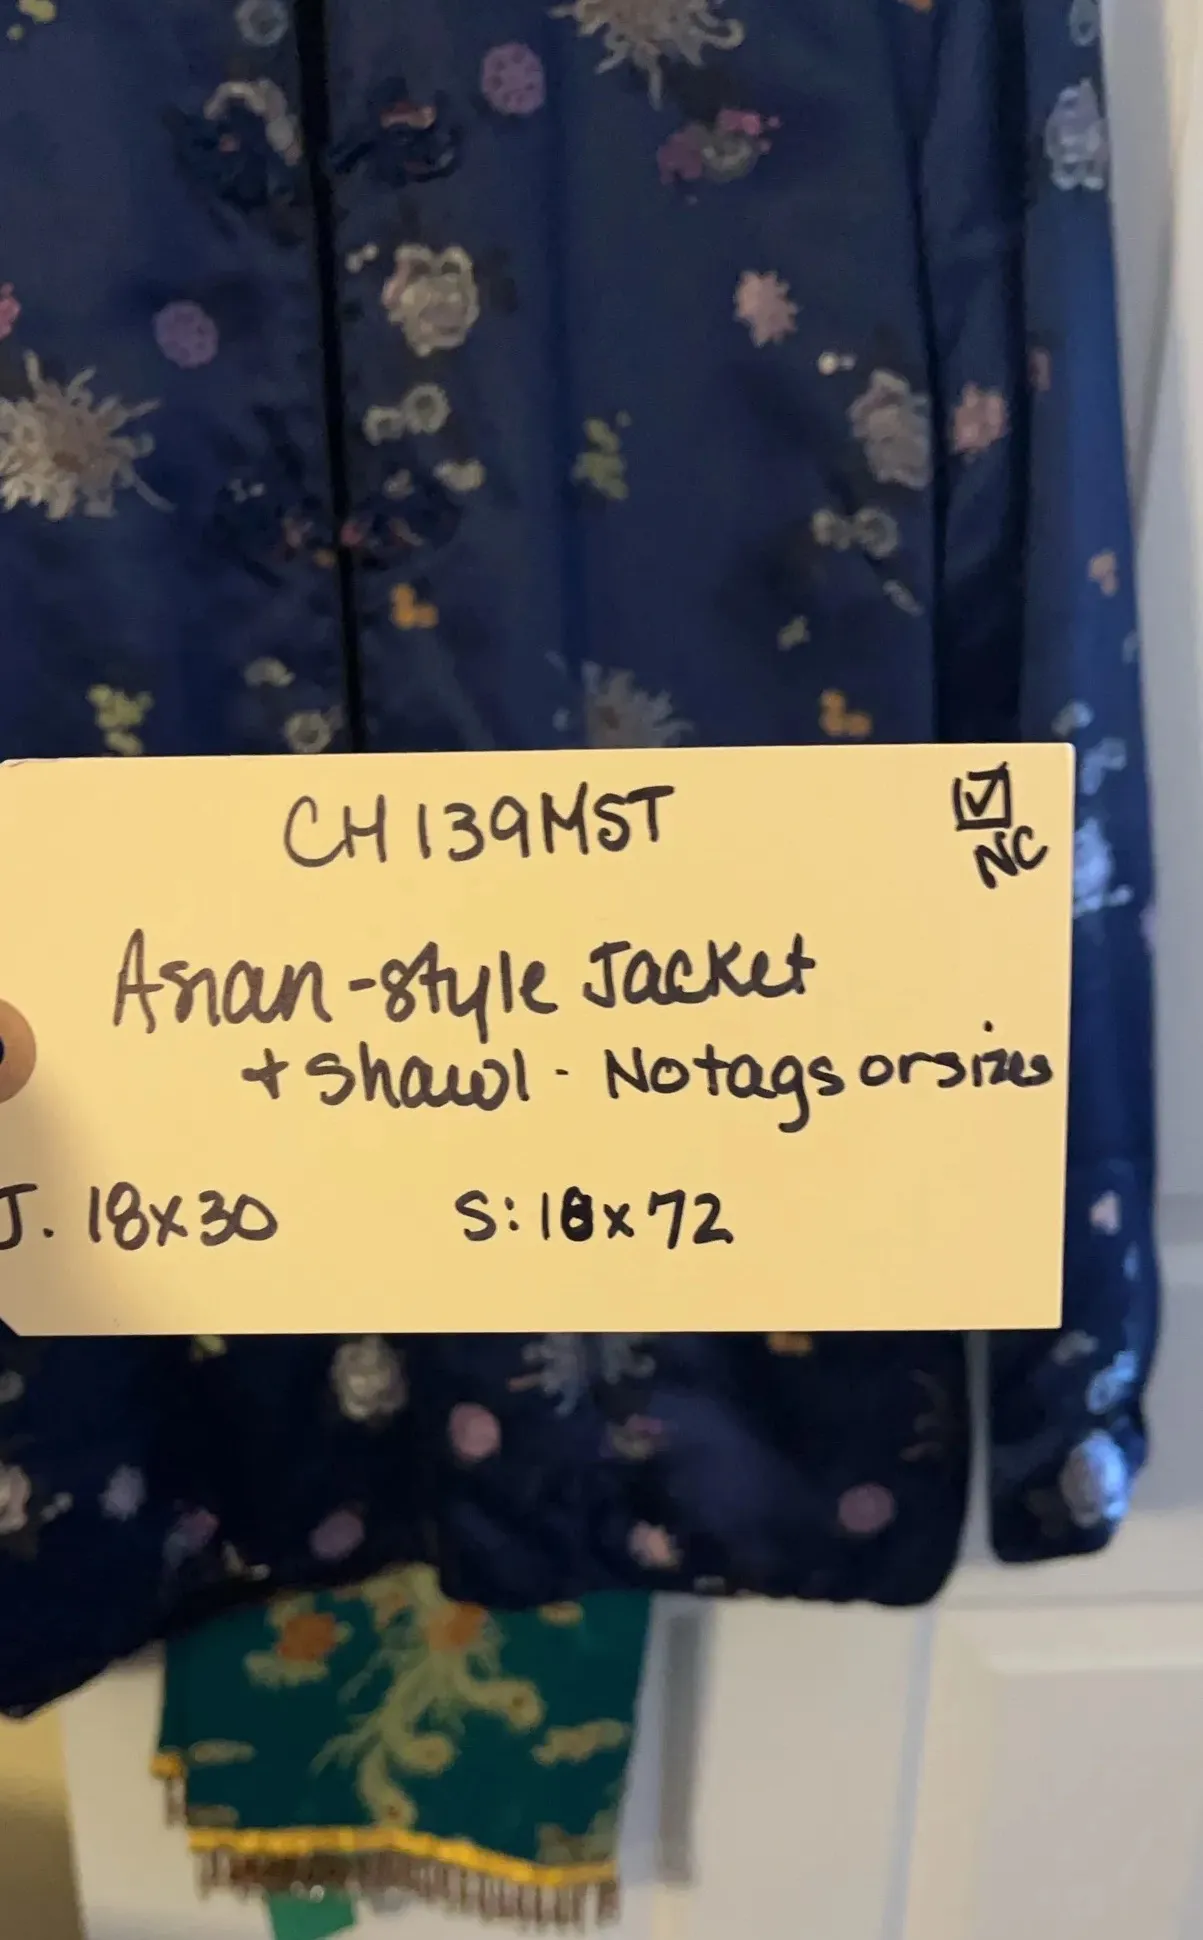 CH139MST
NC
Asian-style Jacket
+ Shawl - No tags or sizes
J. 18x30 S: 18x72